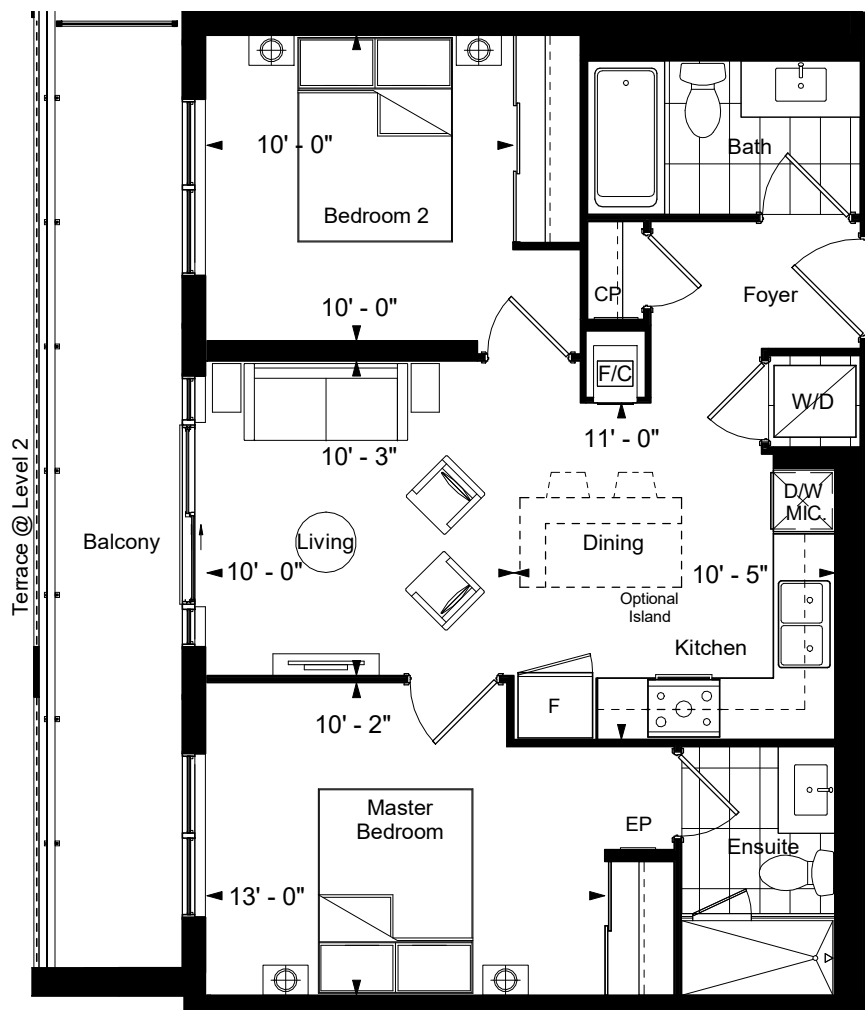 10' - 0"
Bath
Bedroom 2
CP
Foyer
10' - 0"
F/C
W/D
10' - 3"
11' - 0"
D/W
MIC.
Terrace @ Level 2
Balcony
Living
Dining
10' - 0"
10' - 5"
Optional
Island
Kitchen
F
10' - 2"
Master
Bedroom
EP
Ensuite
13' - 0"